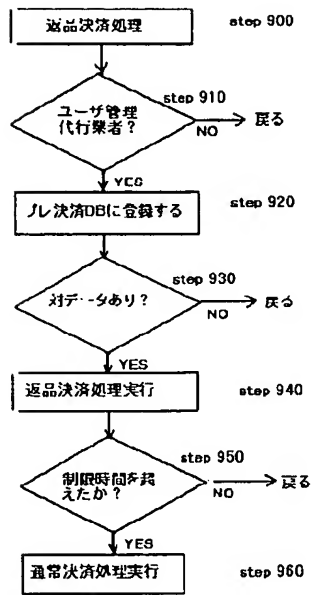 返品決済処理 step 900
step 910
ユーザ管理
代行業者？
NO 戻る
YES
プレ決済DBに登録する step 920
step 930
対データあり？
NO 戻る
YES
返品決済処理実行 step 940
step 950
制限時間を超
えたか？
NO 戻る
YES
通常決済処理実行 step 960